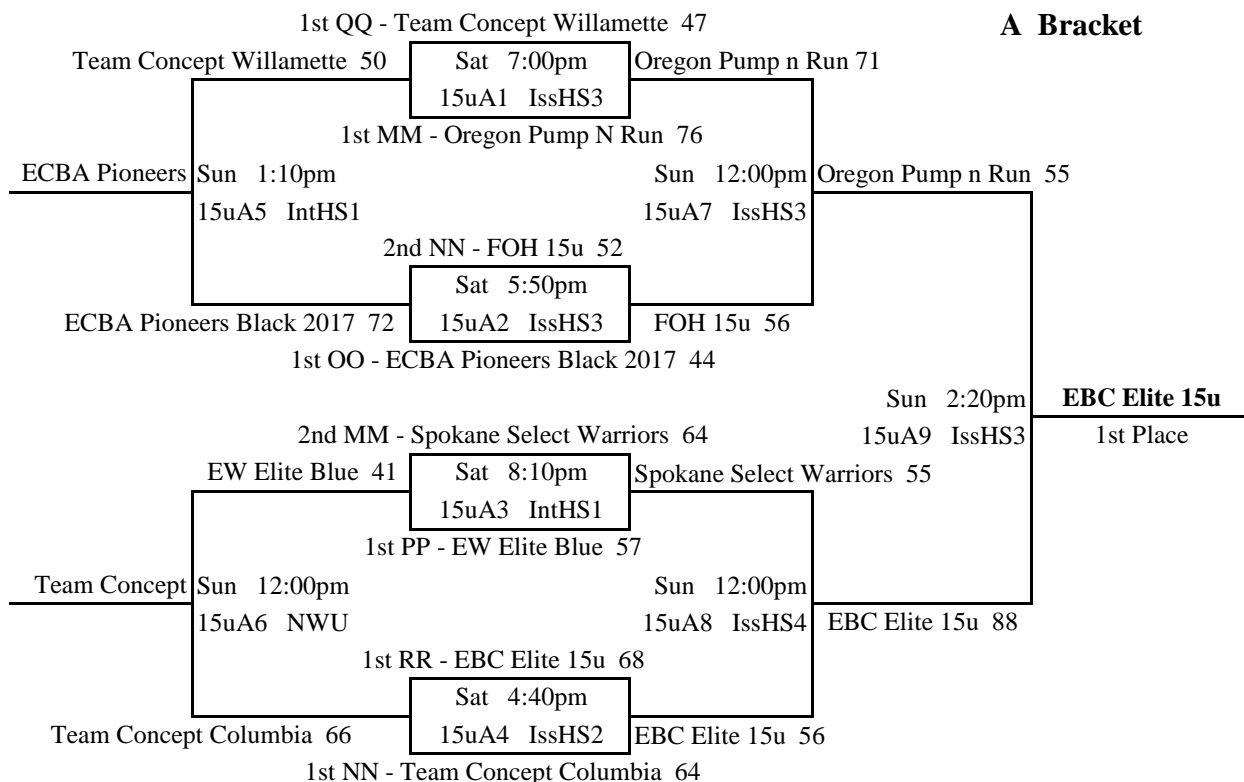 1st QQ - Team Concept Willamette 47
A Bracket
Team Concept Willamette 50
Sat 7:00pm
Oregon Pump n Run 71
15uA1 IssHS3
1st MM - Oregon Pump N Run 76
ECBA Pioneers
Sun 1:10pm
Sun 12:00pm
Oregon Pump n Run 55
15uA5 IntHS1
15uA7 IssHS3
2nd NN - FOH 15u 52
Sat 5:50pm
ECBA Pioneers Black 2017 72
15uA2 IssHS3
FOH 15u 56
1st OO - ECBA Pioneers Black 2017 44
Sun 2:20pm
EBC Elite 15u
2nd MM - Spokane Select Warriors 64
15uA9 IssHS3
1st Place
EW Elite Blue 41
Sat 8:10pm
Spokane Select Warriors 55
15uA3 IntHS1
1st PP - EW Elite Blue 57
Team Concept
Sun 12:00pm
Sun 12:00pm
15uA6 NWU
15uA8 IssHS4
EBC Elite 15u 88
1st RR - EBC Elite 15u 68
Sat 4:40pm
Team Concept Columbia 66
15uA4 IssHS2
EBC Elite 15u 56
1st NN - Team Concept Columbia 64